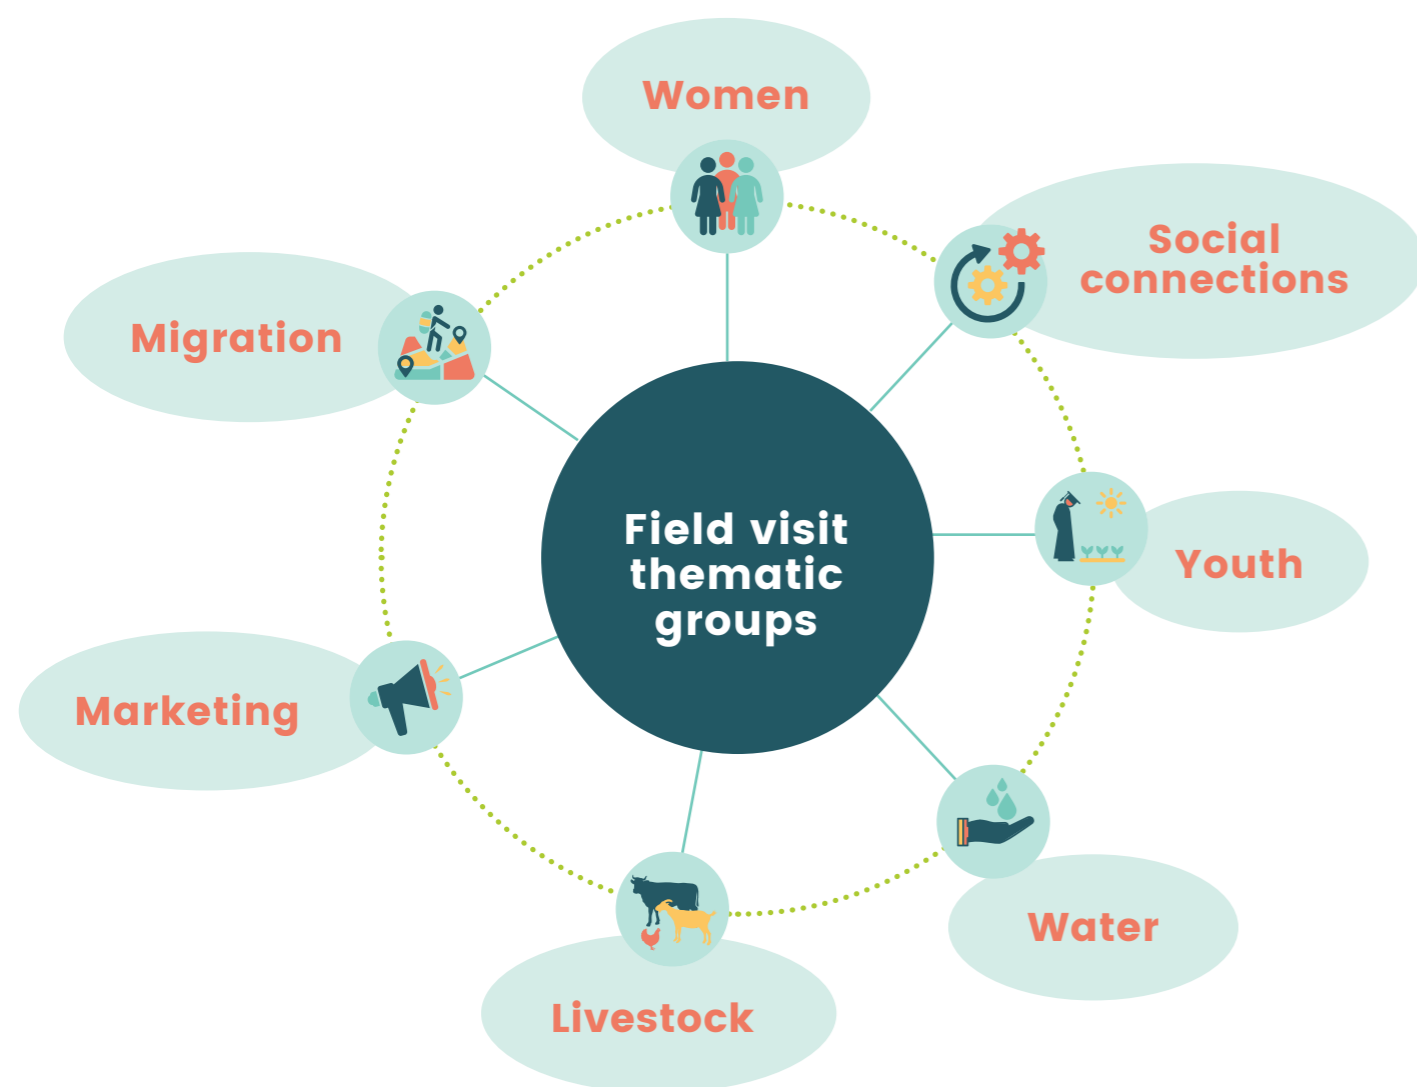 Women
Social
connections
Migration
Field visit
thematic
groups
Youth
Marketing
Water
Livestock